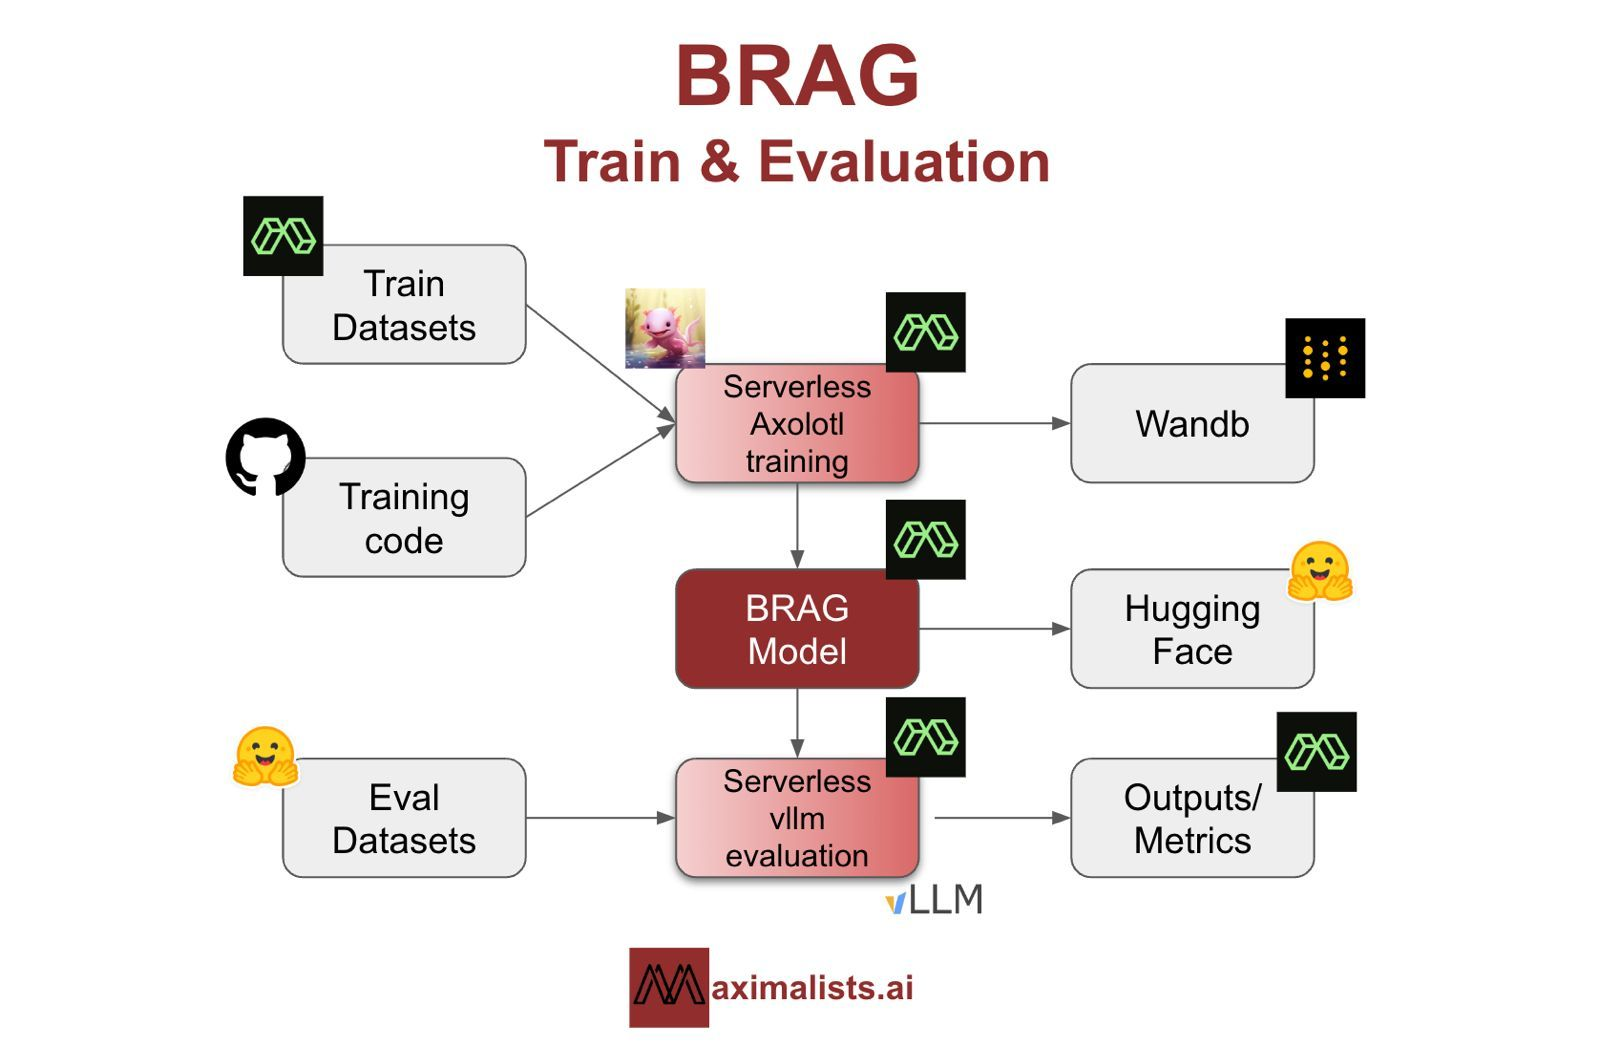 BRAG
Train & Evaluation
Train
Datasets
Training
code
Serverless
Axolotl
training
Wandb
BRAG
Model
Hugging
Face
Eval
Datasets
Serverless
vllm
evaluation
Outputs/
Metrics
vLLM
Maximalists.ai